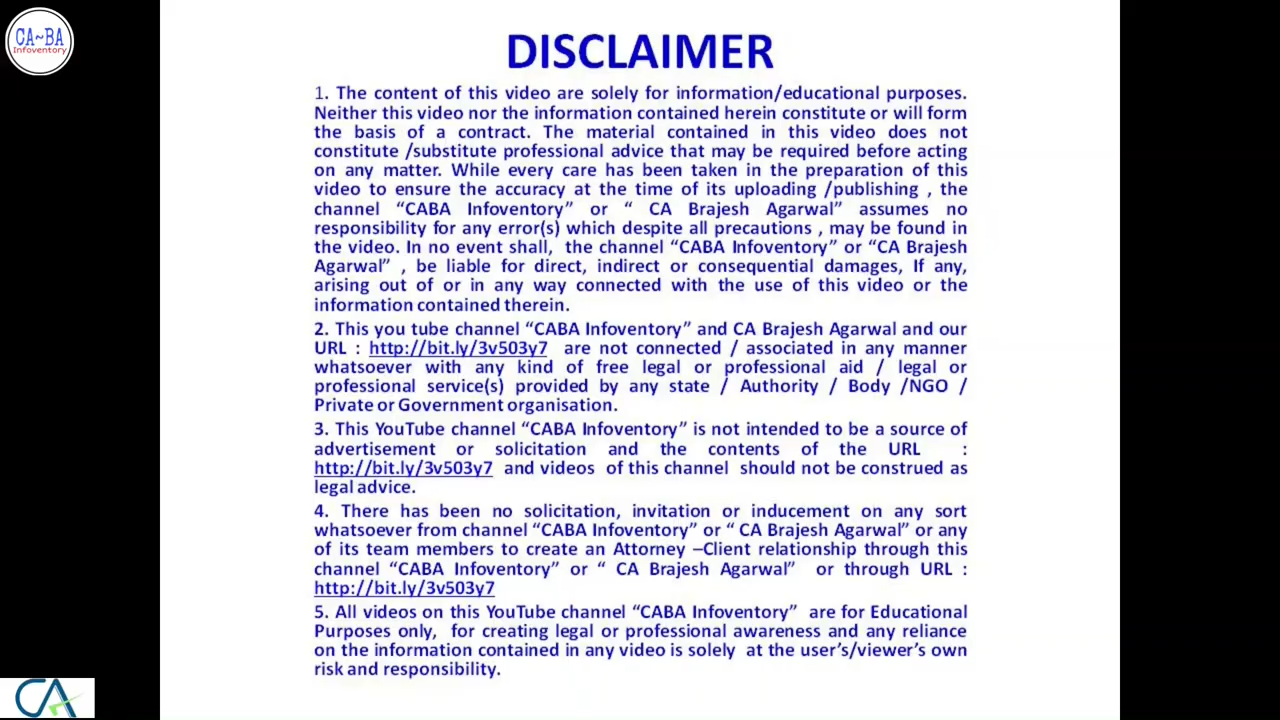 CA~BA
Infoventory
DISCLAIMER
1. The content of this video are solely for information/educational purposes.
Neither this video nor the information contained herein constitute or will form
the basis of a contract. The material contained in this video does not
constitute /substitute professional advice that may be required before acting
on any matter. While every care has been taken in the preparation of this
video to ensure the accuracy at the time of its uploading /publishing , the
channel “CABA Infoventory” or “ CA Brajesh Agarwal” assumes no
responsibility for any error(s) which despite all precautions , may be found in
the video. In no event shall, the channel “CABA Infoventory” or “CA Brajesh
Agarwal” , be liable for direct, indirect or consequential damages, If any,
arising out of or in any way connected with the use of this video or the
information contained therein.
2. This you tube channel “CABA Infoventory” and CA Brajesh Agarwal and our
URL : http://bit.ly/3v503y7 are not connected / associated in any manner
whatsoever with any kind of free legal or professional aid / legal or
professional service(s) provided by any state / Authority / Body /NGO /
Private or Government organisation.
3. This YouTube channel “CABA Infoventory” is not intended to be a source of
advertisement or solicitation and the contents of the URL :
http://bit.ly/3v503y7 and videos of this channel should not be construed as
legal advice.
4. There has been no solicitation, invitation or inducement on any sort
whatsoever from channel “CABA Infoventory” or “ CA Brajesh Agarwal” or any
of its team members to create an Attorney –Client relationship through this
channel “CABA Infoventory” or “ CA Brajesh Agarwal” or through URL :
http://bit.ly/3v503y7
5. All videos on this YouTube channel “CABA Infoventory” are for Educational
Purposes only, for creating legal or professional awareness and any reliance
on the information contained in any video is solely at the user’s/viewer’s own
risk and responsibility.
CA